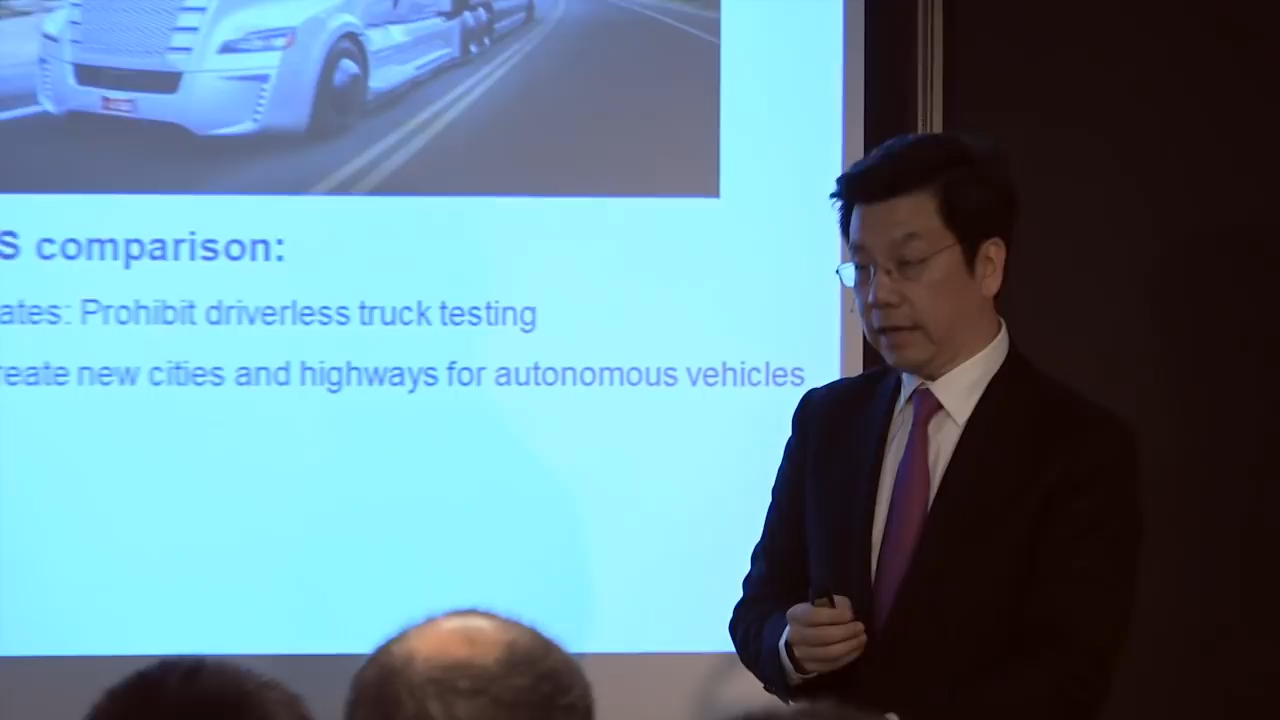 S comparison:
ates: Prohibit driverless truck testing
reate new cities and highways for autonomous vehicles